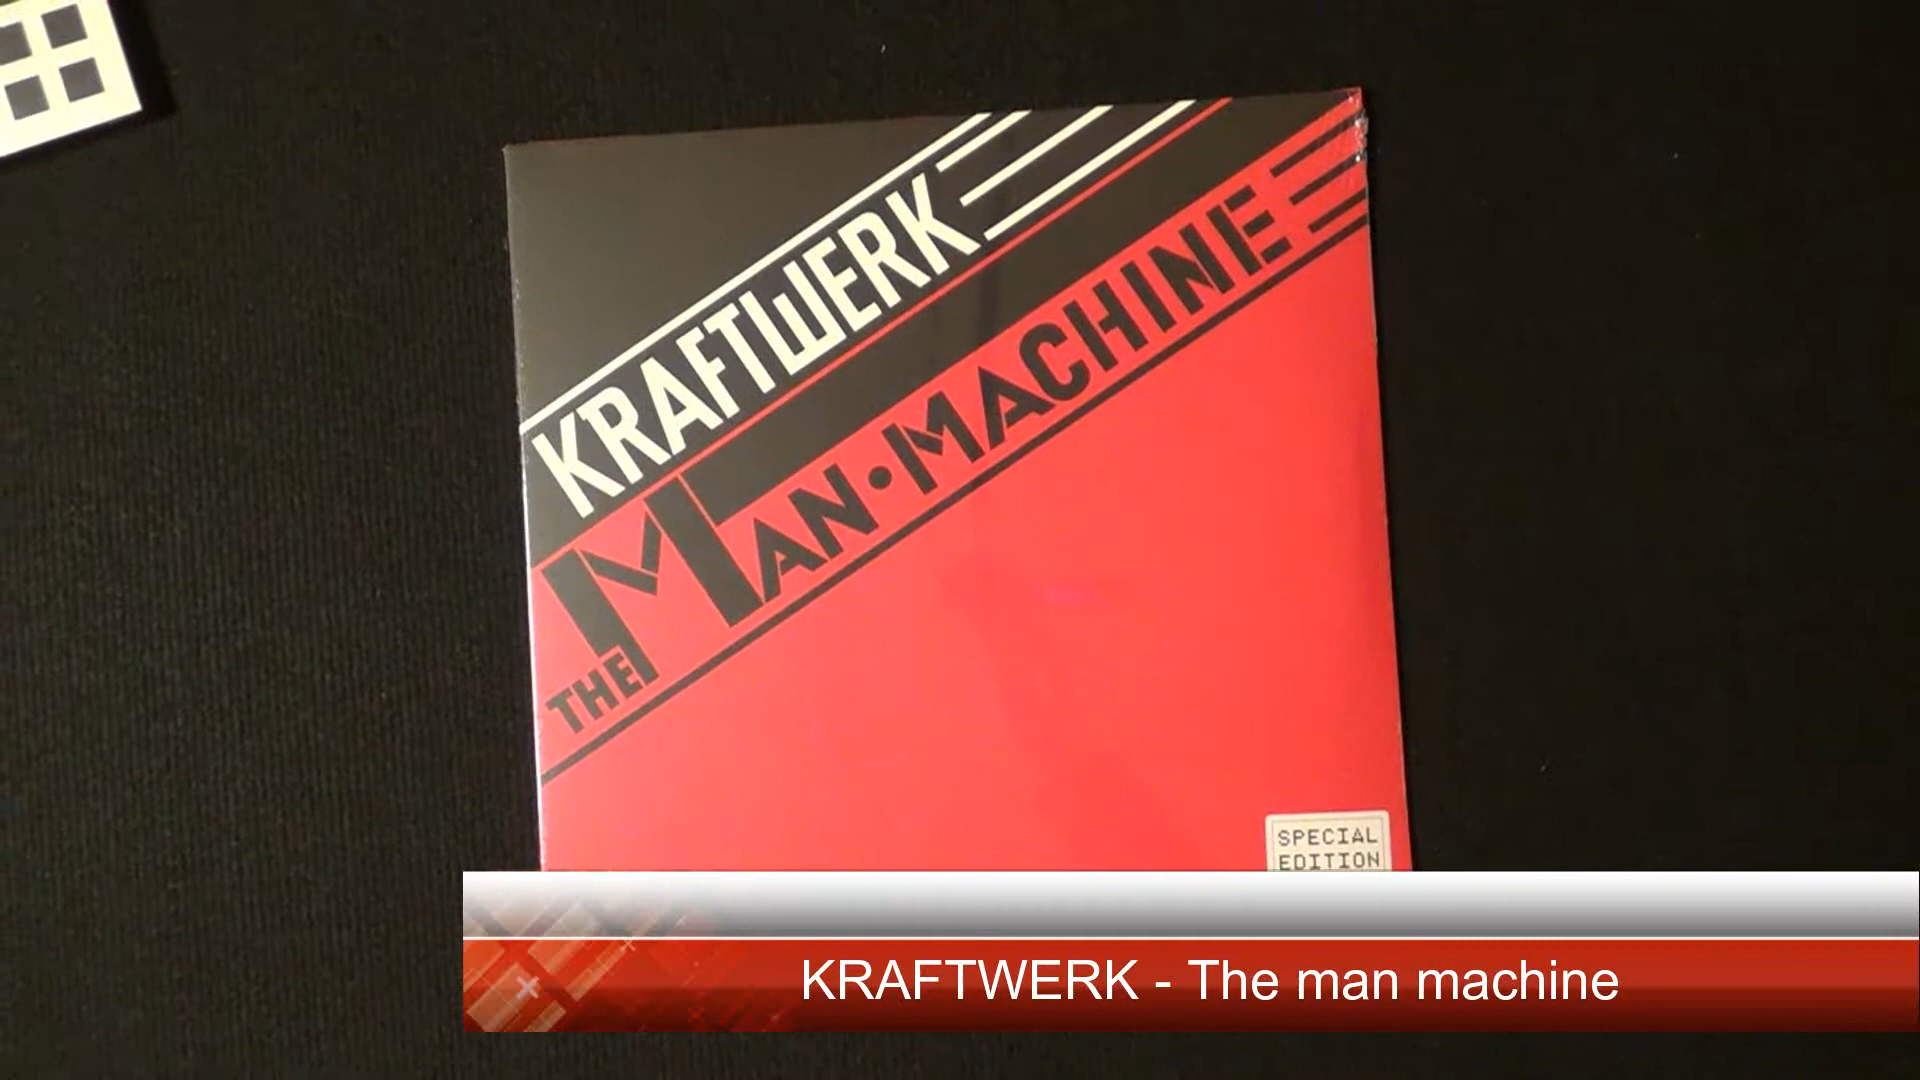 KRAFTWERK
THE MAN•MACHINE
SPECIAL
EDITION
KRAFTWERK - The man machine